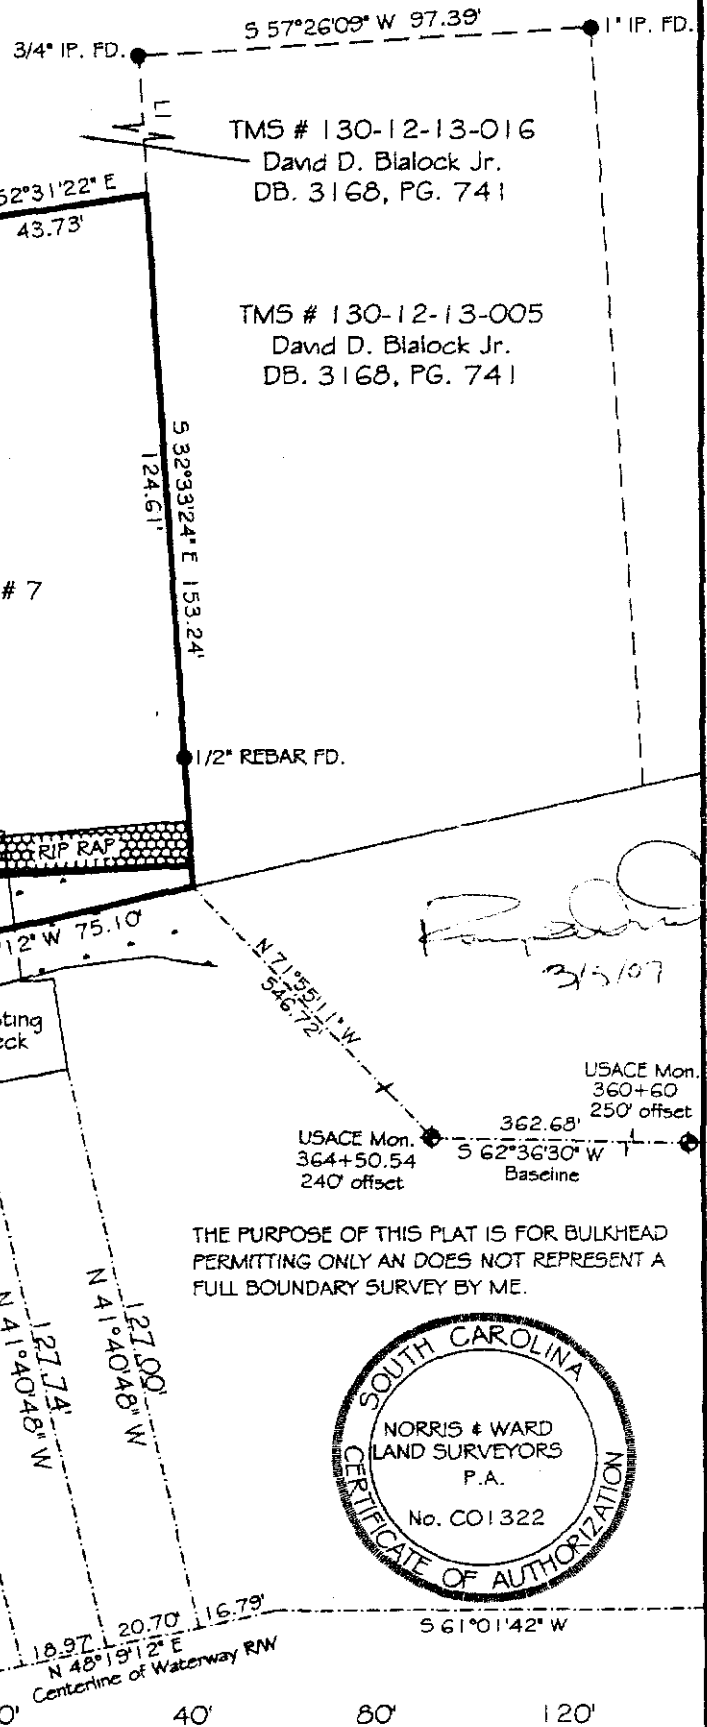 S 57°26'09" W 97.39'
3/4" IP. FD.
1" IP. FD.
L1
TMS # 130-12-13-016
David D. Blalock Jr.
DB. 3168, PG. 741
52°31'22" E
43.73'
TMS # 130-12-13-005
David D. Blalock Jr.
DB. 3168, PG. 741
S 32°33'24" E 153.24'
124.61'
# 7
1/2" REBAR FD.
RIP RAP
'12" W 75.10'
3/5/07
N 71°55'11" W
546.72'
sting
eck
USACE Mon.
360+60
250' offset
USACE Mon.
364+50.54
240' offset
362.68'
S 62°36'30" W
Baseline
THE PURPOSE OF THIS PLAT IS FOR BULKHEAD
PERMITTING ONLY AN DOES NOT REPRESENT A
FULL BOUNDARY SURVEY BY ME.
127.74'
N 41°40'48" W
127.00'
N 41°40'48" W
SOUTH CAROLINA
NORRIS & WARD
LAND SURVEYORS
P.A.
No. CO1322
CERTIFICATE OF AUTHORIZATION
18.97' 20.70' 16.79'
N 48°19'12" E
Centerline of Waterway R/W
S 61°01'42" W
0' 40' 80' 120'